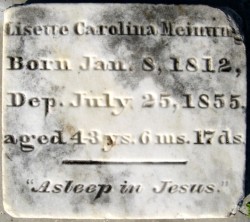 Lisette Carolina Meinung
Born Jan. 8, 1812,
Dep. July 25, 1855.
aged 43 ys. 6 ms. 17 ds.
"Asleep in Jesus."